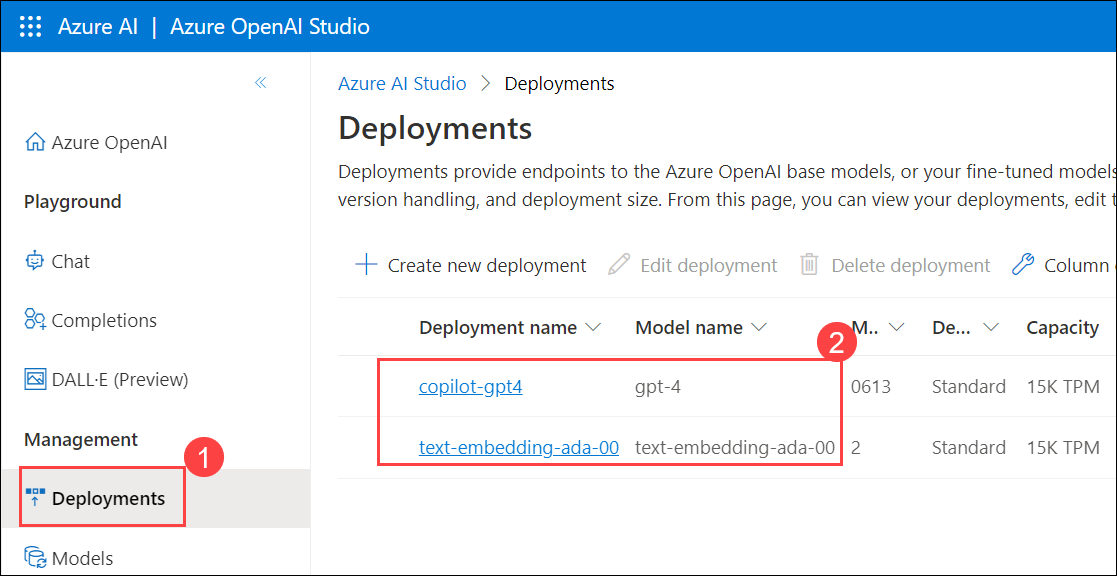 Azure AI | Azure OpenAI Studio
Azure OpenAI
Playground
Chat
Completions
DALL·E (Preview)
Management
1
Deployments
Models
Azure AI Studio > Deployments
Deployments
Deployments provide endpoints to the Azure OpenAI base models, or your fine-tuned models
version handling, and deployment size. From this page, you can view your deployments, edit t
Create new deployment Edit deployment Delete deployment Column
Deployment name Model name M.. De... Capacity
2
copilot-gpt4 gpt-4 0613 Standard 15K TPM
text-embedding-ada-00 text-embedding-ada-00 2 Standard 15K TPM